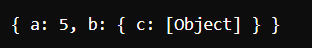 { a: 5, b: { c: [Object] } }